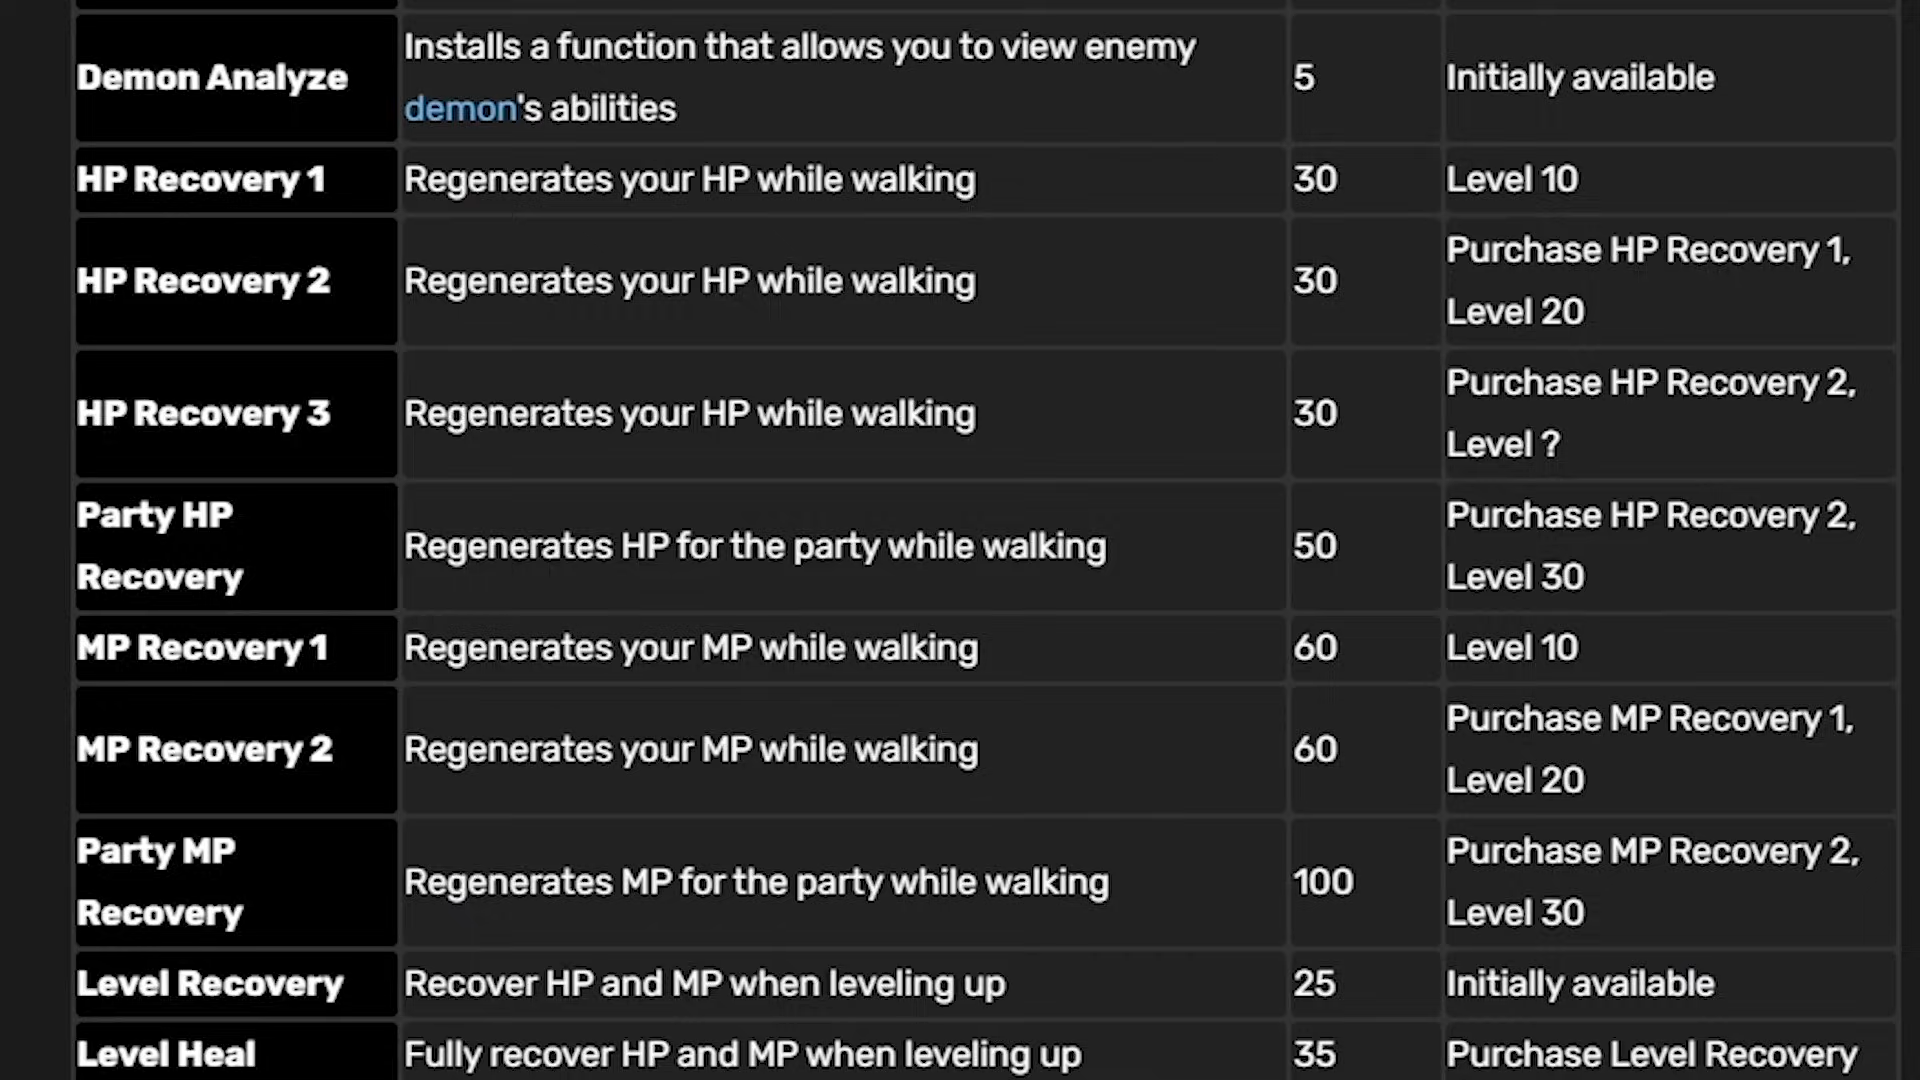 Demon Analyze
Installs a function that allows you to view enemy
demon's abilities
5
Initially available
HP Recovery 1
Regenerates your HP while walking
30
Level 10
HP Recovery 2
Regenerates your HP while walking
30
Purchase HP Recovery 1,
Level 20
HP Recovery 3
Regenerates your HP while walking
30
Purchase HP Recovery 2,
Level ?
Party HP
Recovery
Regenerates HP for the party while walking
50
Purchase HP Recovery 2,
Level 30
MP Recovery 1
Regenerates your MP while walking
60
Level 10
MP Recovery 2
Regenerates your MP while walking
60
Purchase MP Recovery 1,
Level 20
Party MP
Recovery
Regenerates MP for the party while walking
100
Purchase MP Recovery 2,
Level 30
Level Recovery
Recover HP and MP when leveling up
25
Initially available
Level Heal
Fully recover HP and MP when leveling up
35
Purchase Level Recovery